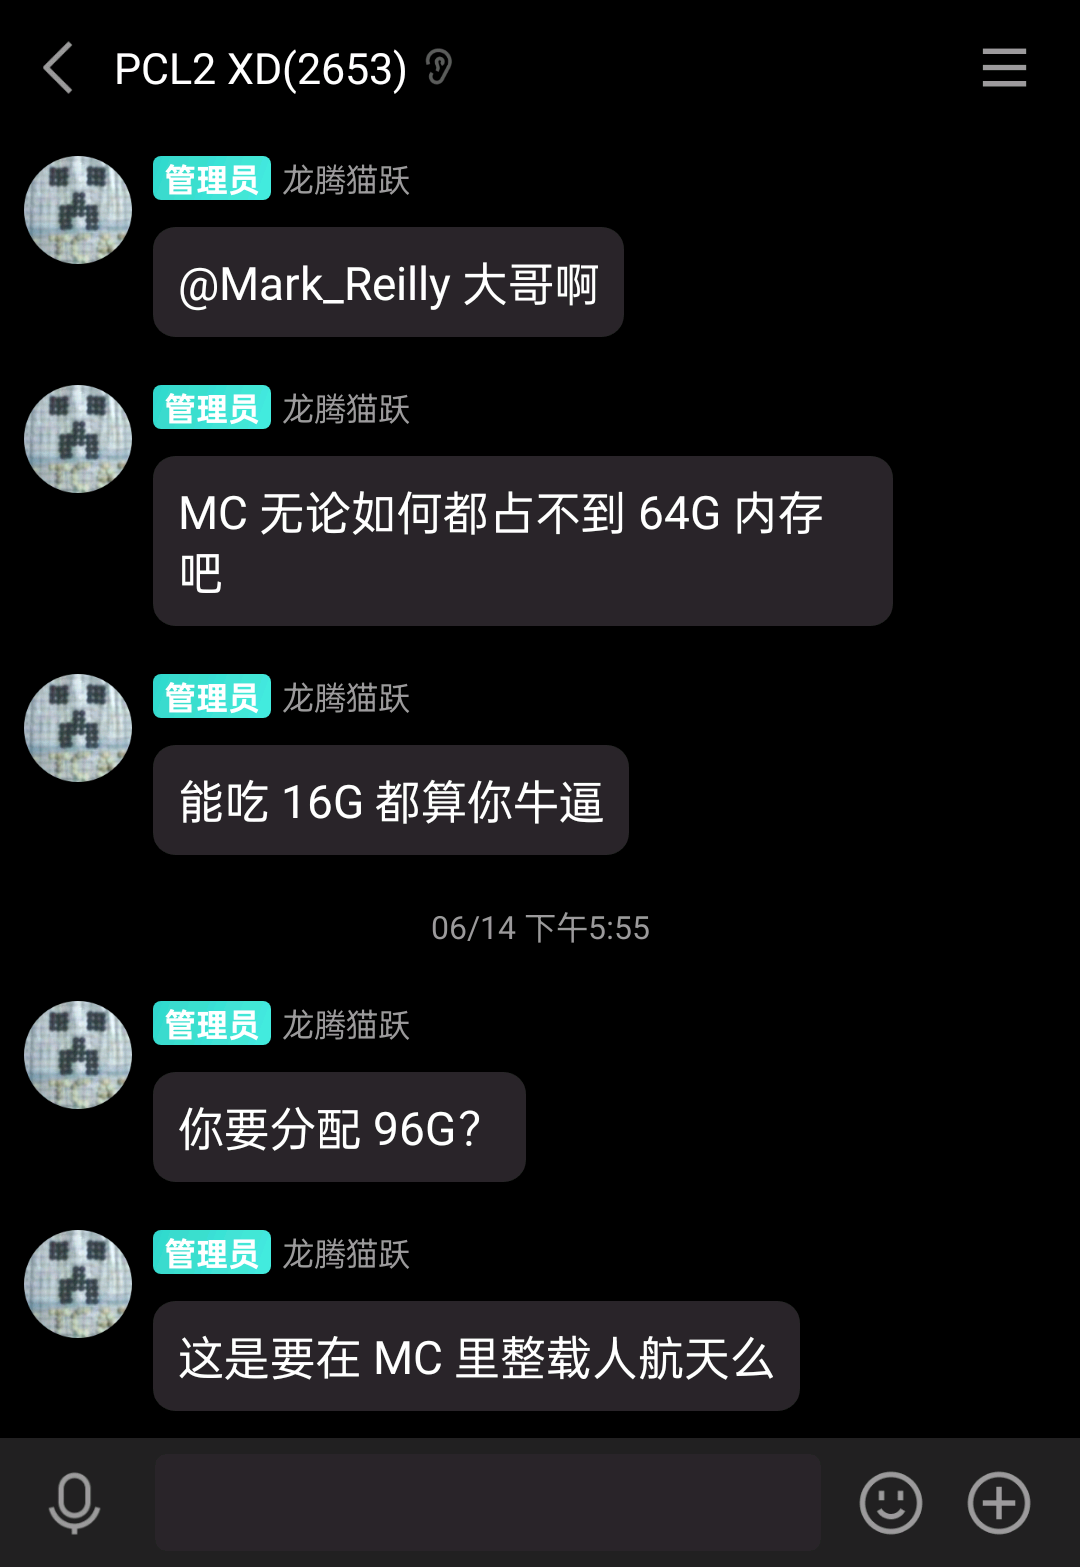 PCL2 XD(2653)
管理员 龙腾猫跃
@Mark_Reilly 大哥啊
管理员 龙腾猫跃
MC 无论如何都占不到 64G 内存
吧
管理员 龙腾猫跃
能吃 16G 都算你牛逼
06/14 下午5:55
管理员 龙腾猫跃
你要分配 96G?
管理员 龙腾猫跃
这是要在 MC 里整载人航天么